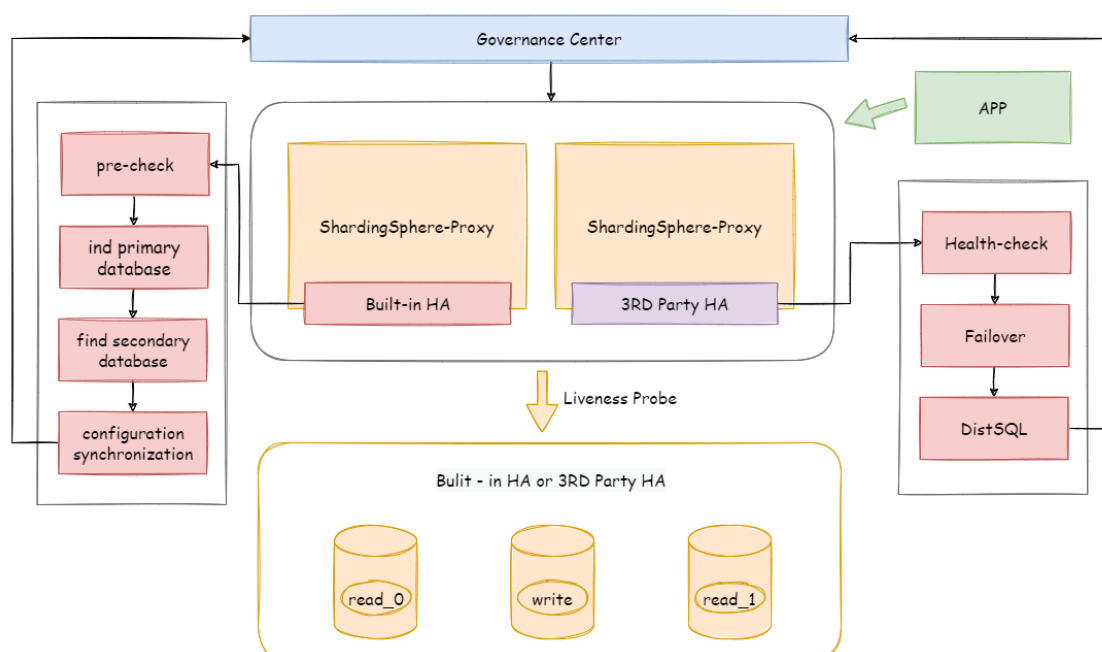 Governance Center
APP
pre-check
ShardingSphere-Proxy
ShardingSphere-Proxy
ind primary
database
Health-check
Built-in HA
3RD Party HA
find secondary
database
Failover
Liveness Probe
configuration
synchronization
DistSQL
Bulit - in HA or 3RD Party HA
read_0
write
read_1